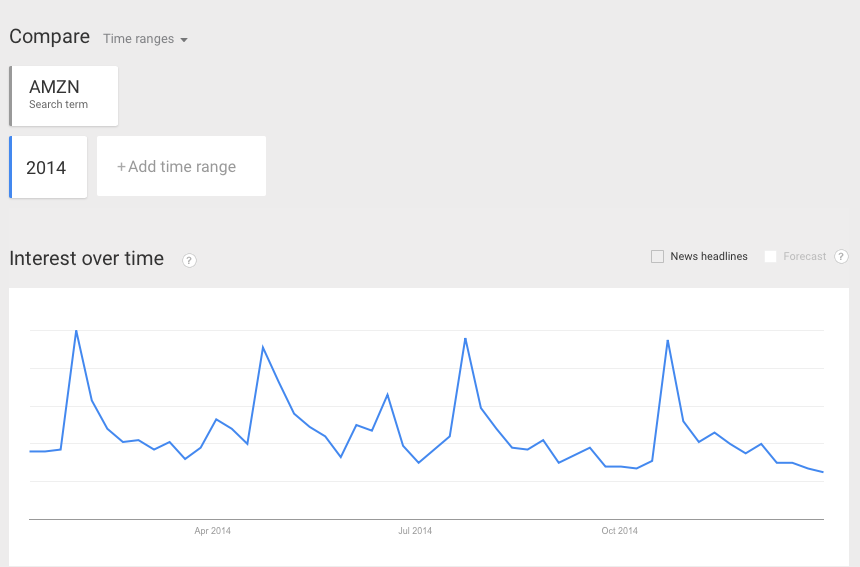 Compare Time ranges
AMZN
Search term
2014 +Add time range
Interest over time ?
News headlines Forecast ?
Apr 2014 Jul 2014 Oct 2014